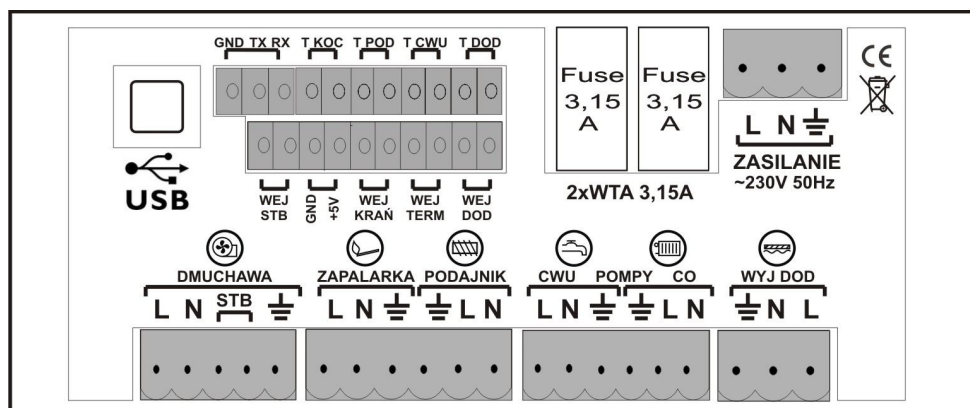 GND TX RX T KOC T POD T CWU T DOD
Fuse 3,15 A
Fuse 3,15 A
CE
L N
ZASILANIE
~230V 50Hz
2xWTA 3,15A
USB
WEJ STB
GND
+5V
WEJ KRAŃ
WEJ TERM
WEJ DOD
DMUCHAWA ZAPALARKA PODAJNIK CWU POMPY CO WYJ DOD
L N STB L N L N L N L N N L